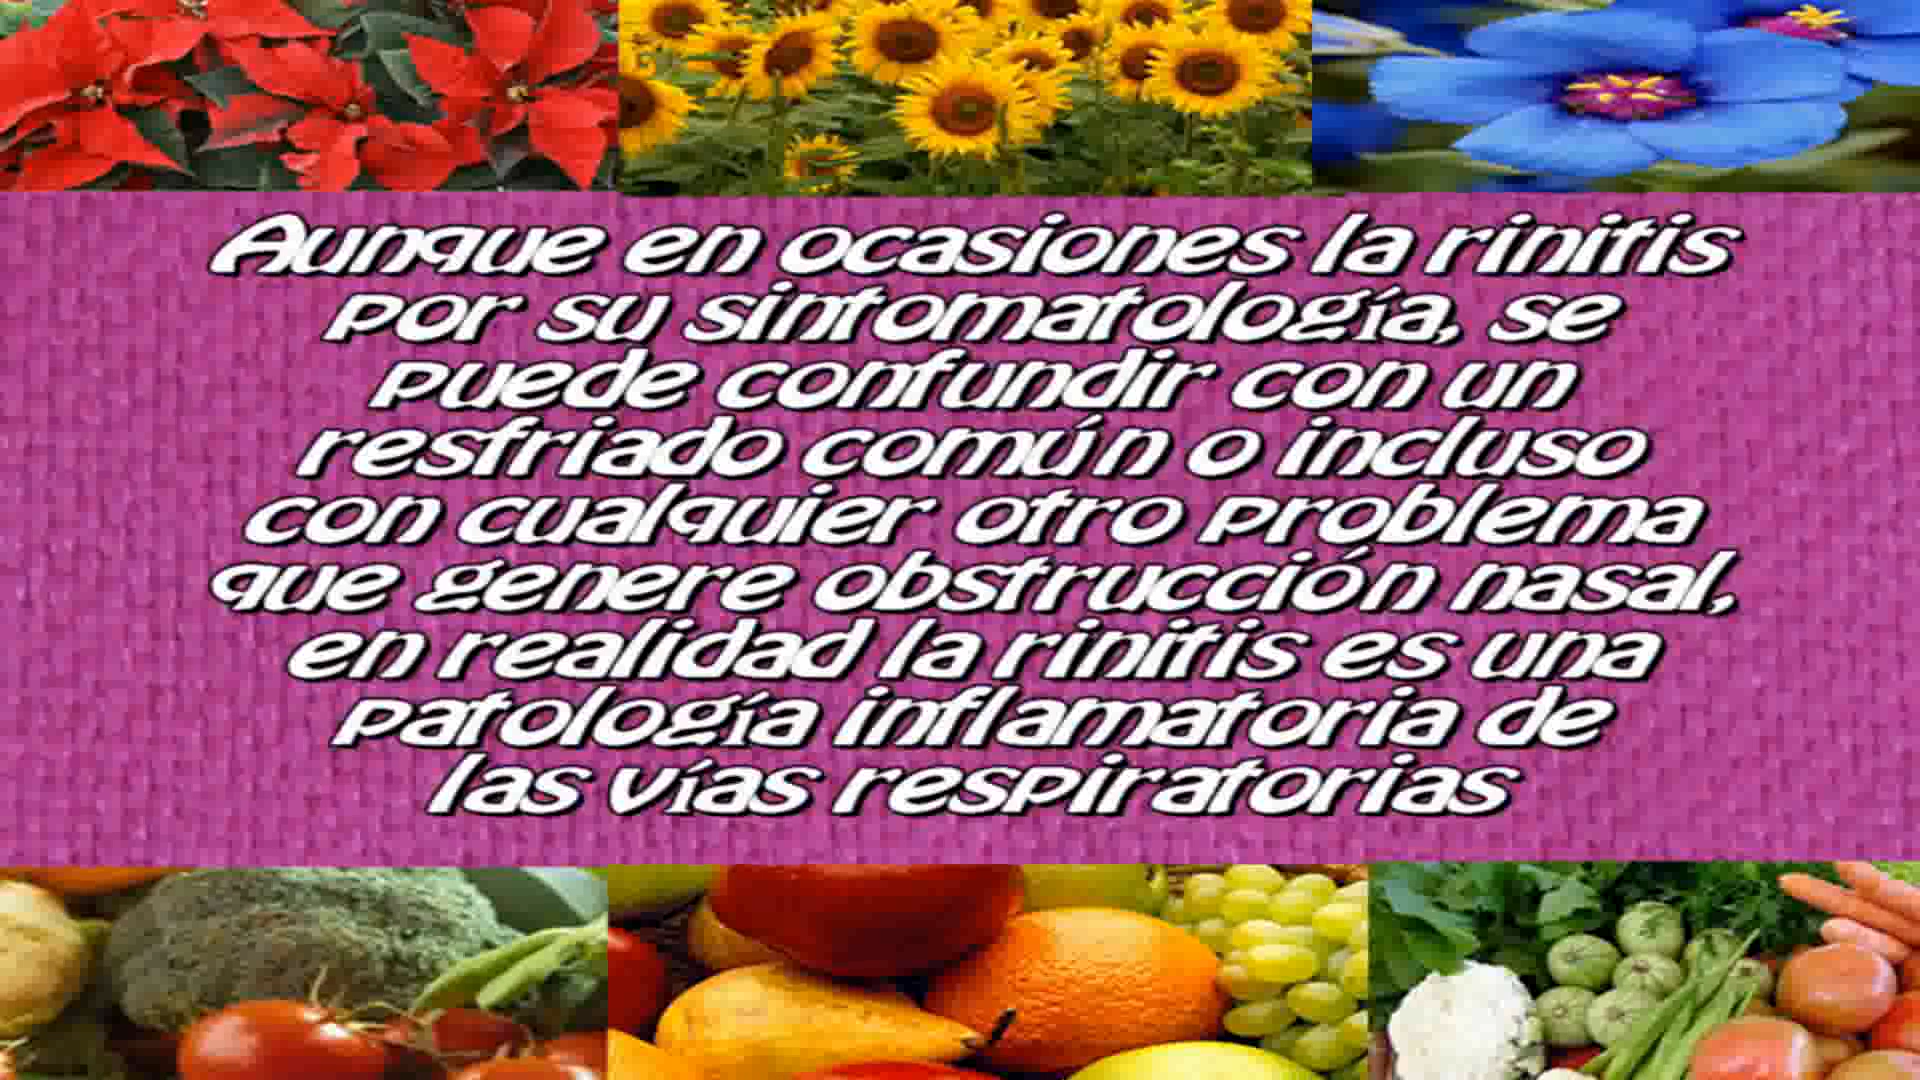 Aunque en ocasiones la rinitis
por su sintomatología, se
puede confundir con un
resfriado común o incluso
con cualquier otro problema
que genere obstrucción nasal,
en realidad la rinitis es una
patología inflamatoria de
las vías respiratorias